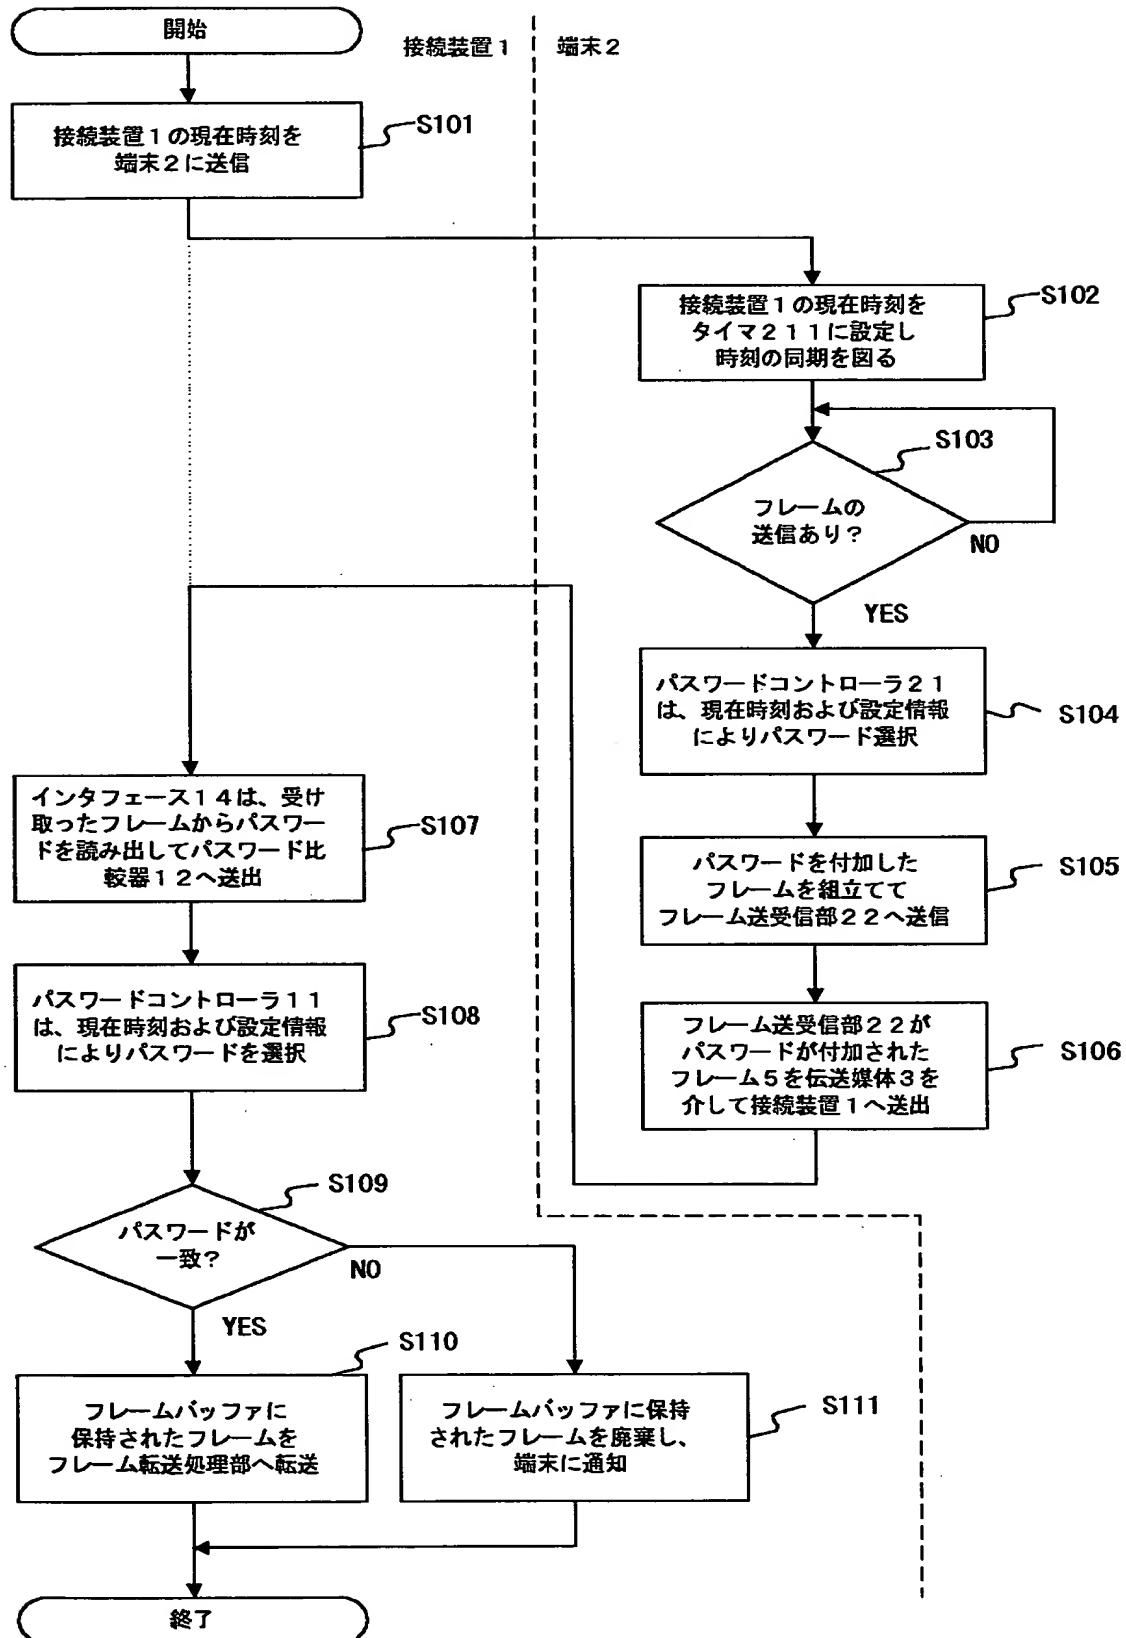 開始
接続装置1
端末2
接続装置1の現在時刻を
端末2に送信
S101
接続装置1の現在時刻を
タイマ211に設定し
時刻の同期を図る
S102
S103
フレームの
送信あり?
NO
YES
パスワードコントローラ21
は、現在時刻および設定情報
によりパスワード選択
S104
パスワードを付加した
フレームを組立てて
フレーム送受信部22へ送信
S105
フレーム送受信部22が
パスワードが付加された
フレーム5を伝送媒体3を
介して接続装置1へ送出
S106
インタフェース14は、受け
取ったフレームからパスワー
ドを読み出してパスワード比
較器12へ送出
S107
パスワードコントローラ11
は、現在時刻および設定情報
によりパスワードを選択
S108
S109
パスワードが
一致?
NO
YES
S110
フレームバッファに
保持されたフレームを
フレーム転送処理部へ転送
フレームバッファに保持
されたフレームを廃棄し、
端末に通知
S111
終了